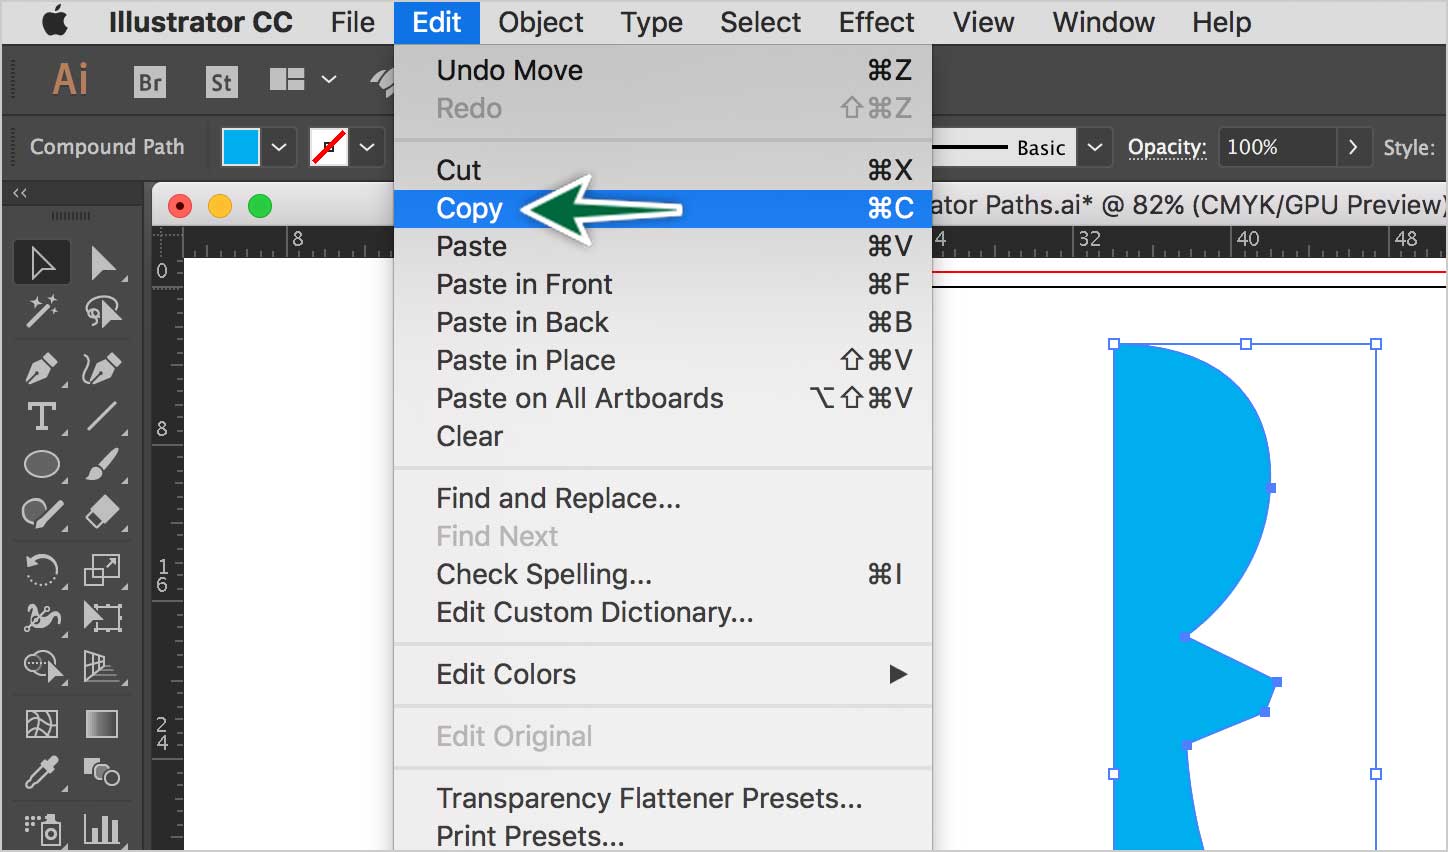 Illustrator CC File Edit Object Type Select Effect View Window Help
Ai Br St
Compound Path Basic Opacity: 100% Style:
ator Paths.ai* @ 82% (CMYK/GPU Preview)
8 4 32 40 48
0
8
16
24
Undo Move ⌘Z
Redo ⇧⌘Z
Cut ⌘X
Copy ⌘C
Paste ⌘V
Paste in Front ⌘F
Paste in Back ⌘B
Paste in Place ⇧⌘V
Paste on All Artboards ⌥⇧⌘V
Clear
Find and Replace...
Find Next
Check Spelling... ⌘I
Edit Custom Dictionary...
Edit Colors
Edit Original
Transparency Flattener Presets...
Print Presets...